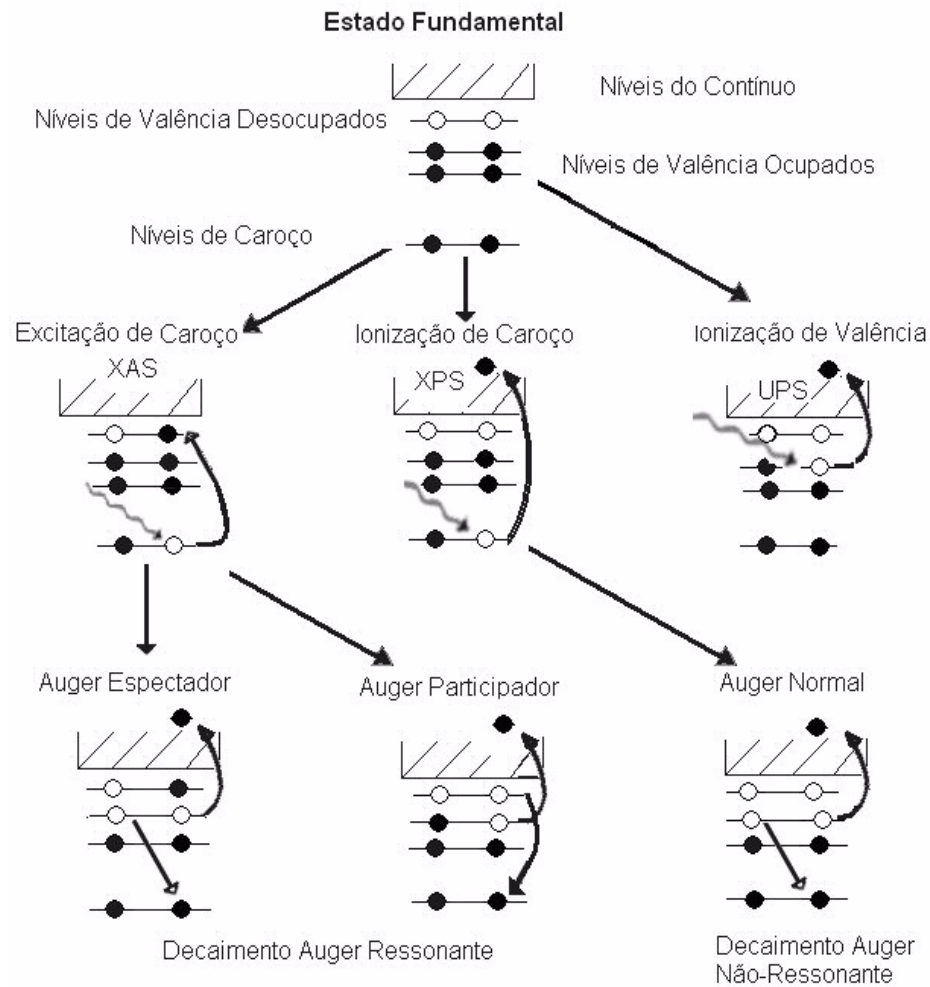 Estado Fundamental
Níveis do Contínuo
Níveis de Valência Desocupados
Níveis de Valência Ocupados
Níveis de Caroço
Excitação de Caroço
Ionização de Caroço
Ionização de Valência
XAS
XPS
UPS
Auger Espectador
Auger Participador
Auger Normal
Decaimento Auger Ressonante
Decaimento Auger
Não-Ressonante